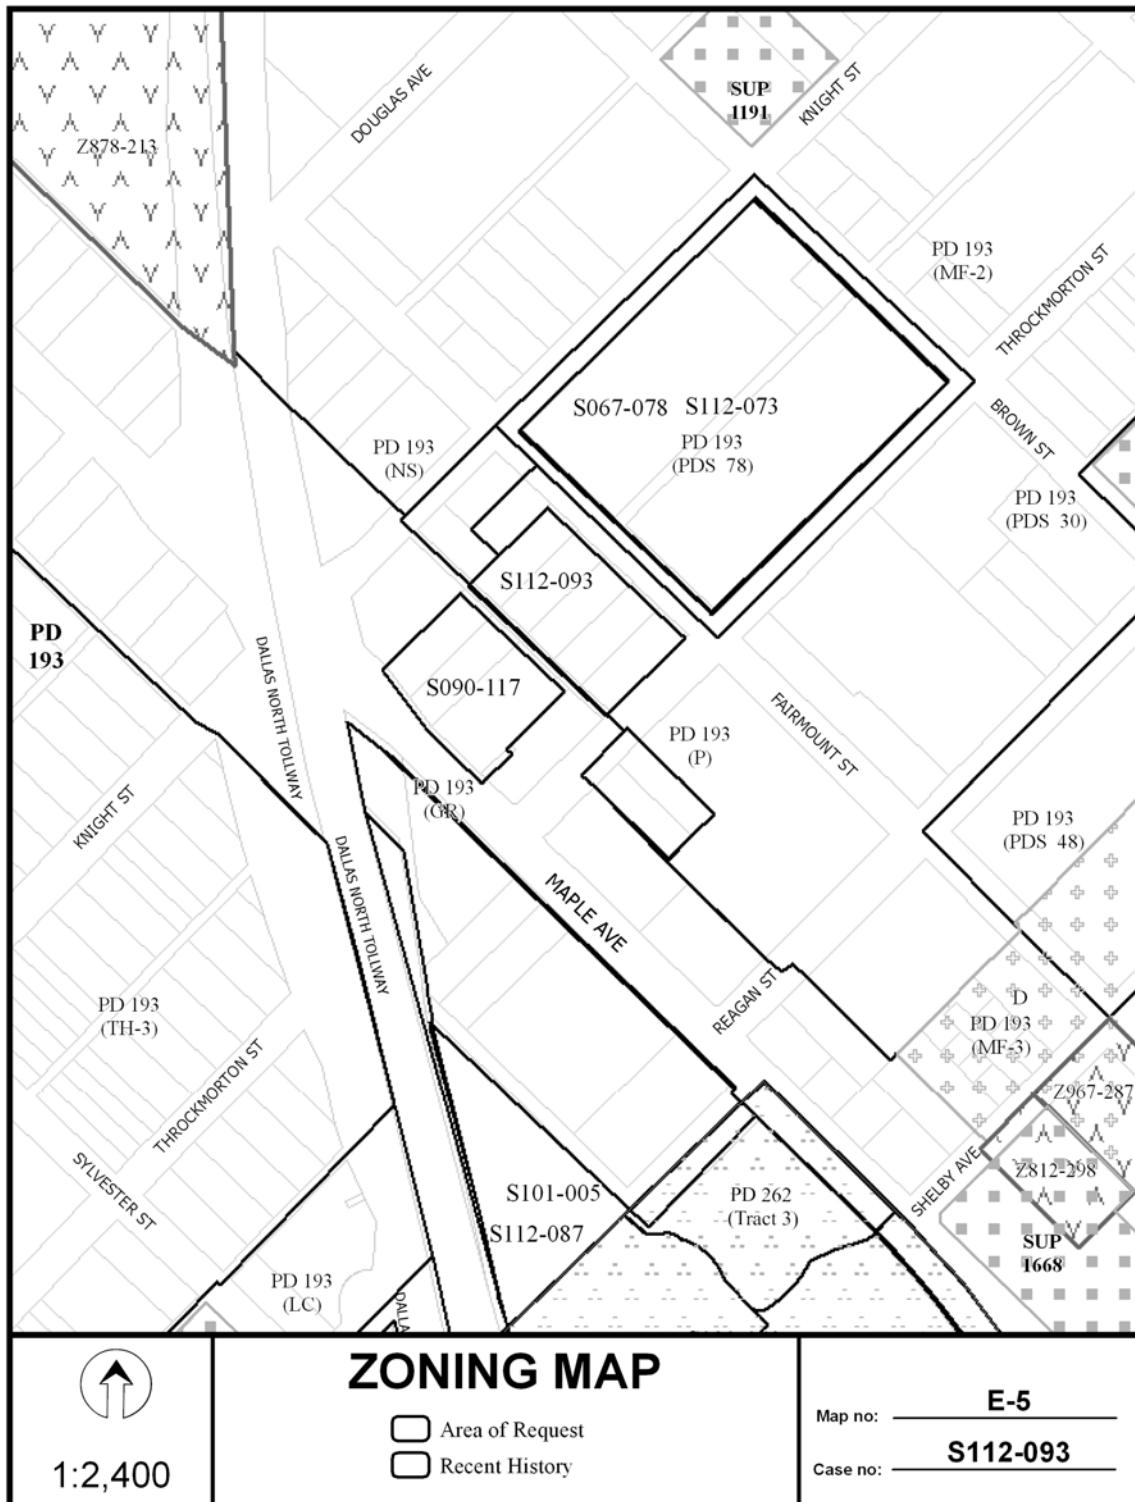 DOUGLAS AVE
SUP
1191
KNIGHT ST
Z878-213
PD 193
(MF-2)
THROCKMORTON ST
S067-078 S112-073
PD 193
(PDS 78)
BROWN ST
PD 193
(NS)
PD 193
(PDS 30)
S112-093
PD
193
DALLAS NORTH TOLLWAY
S090-117
PD 193
(P)
FAIRMOUNT ST
PD 193
(GR)
KNIGHT ST
DALLAS NORTH TOLLWAY
PD 193
(PDS 48)
MAPLE AVE
REAGAN ST
D
PD 193
(MF-3)
PD 193
(TH-3)
THROCKMORTON ST
Z967-287
SYLVESTER ST
S101-005
S112-087
PD 262
(Tract 3)
SHELBY AVE
Z812-298
SUP
1668
PD 193
(LC)
DALLA
1:2,400
ZONING MAP
Area of Request
Recent History
Map no: E-5
Case no: S112-093